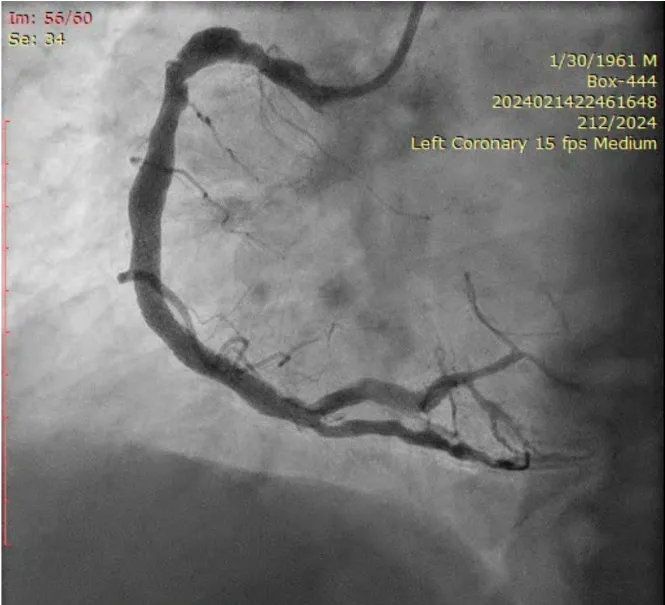 Im: 56/60
Se: 34
1/30/1961 M
Box-444
2024021422461648
212/2024
Left Coronary 15 fps Medium